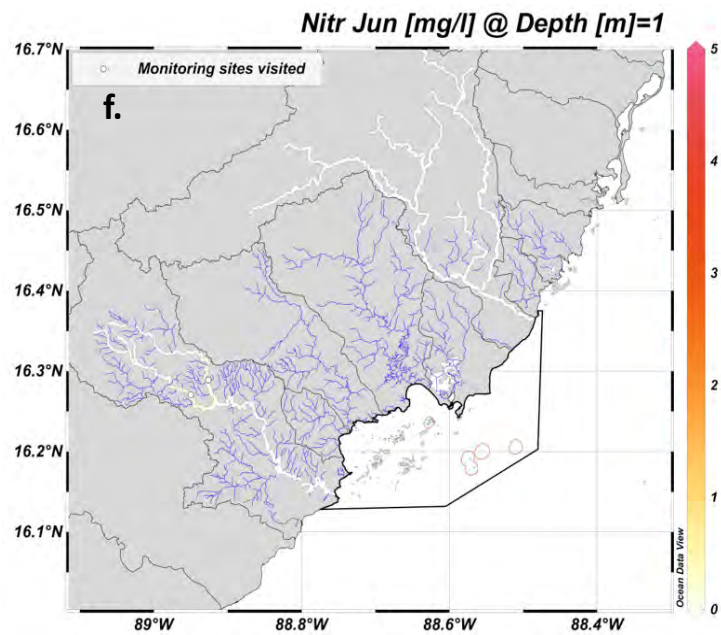 Nitr Jun [mg/l] @ Depth [m]=1
Monitoring sites visited
f.
16.7°N
16.6°N
16.5°N
16.4°N
16.3°N
16.2°N
16.1°N
89°W
88.8°W
88.6°W
88.4°W
5
4
3
2
1
0
Ocean Data View